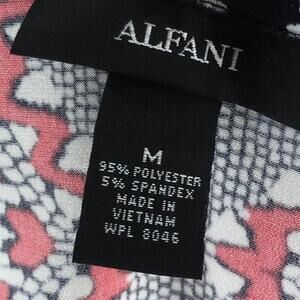 ALFANI
M
95% POLYESTER
5% SPANDEX
MADE IN
VIETNAM
WPL 8046